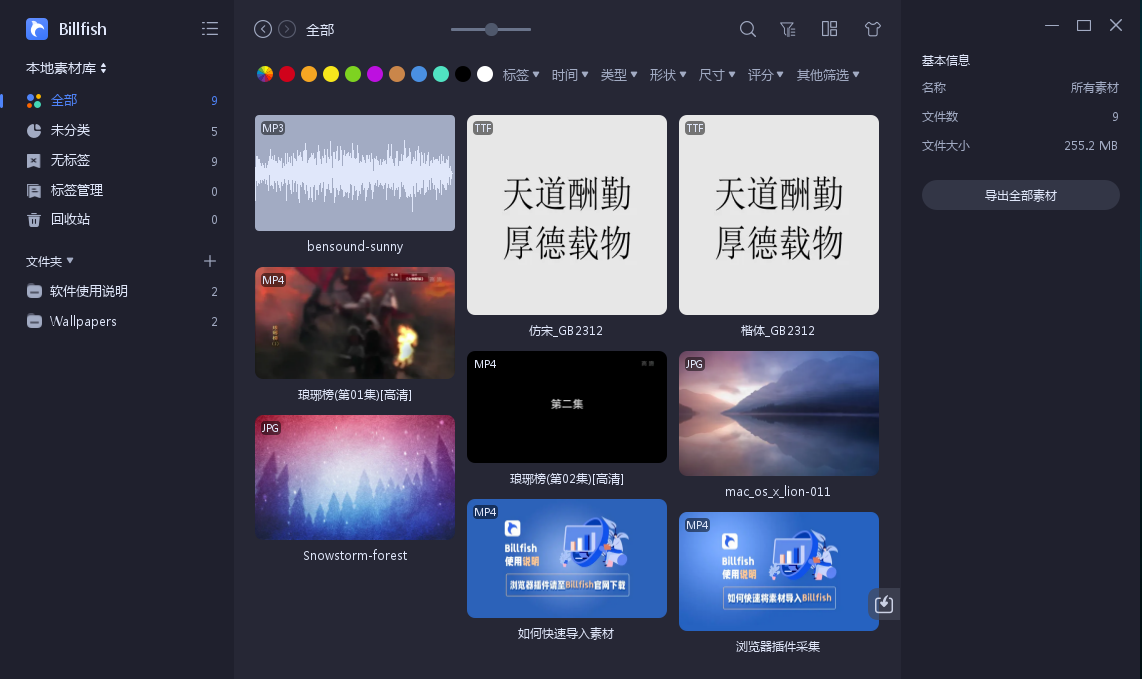 Billfish
本地素材库
全部 9
未分类 5
无标签 9
标签管理 0
回收站 0
文件夹
软件使用说明 2
Wallpapers 2
全部
标签 时间 类型 形状 尺寸 评分 其他筛选
MP3
bensound-sunny
MP4
琅琊榜(第01集)[高清]
JPG
Snowstorm-forest
TTF
天道酬勤
厚德载物
仿宋_GB2312
MP4
第二集
琅琊榜(第02集)[高清]
MP4
Billfish
使用说明
浏览器插件请至Billfish官网下载
如何快速导入素材
TTF
天道酬勤
厚德载物
楷体_GB2312
JPG
mac_os_x_lion-011
MP4
Billfish
使用说明
如何快速将素材导入Billfish
浏览器插件采集
基本信息
名称 所有素材
文件数 9
文件大小 255.2 MB
导出全部素材